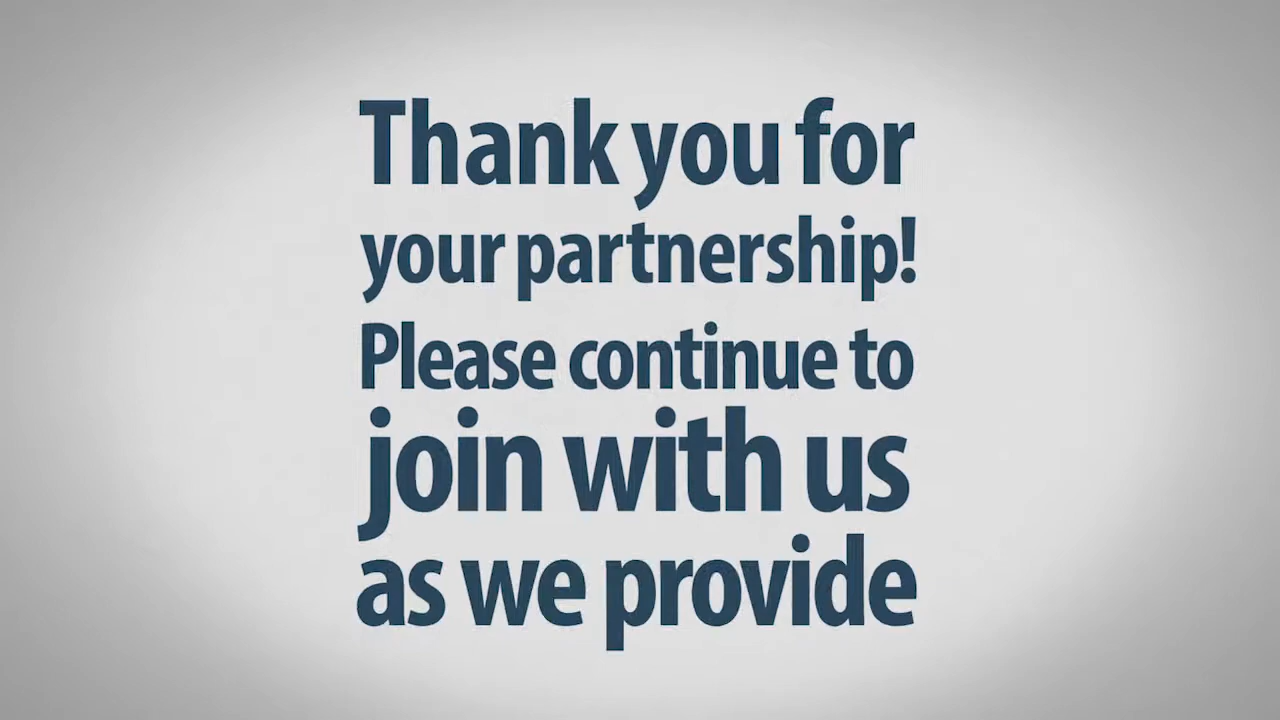 Thank you for
your partnership!
Please continue to
join with us
as we provide